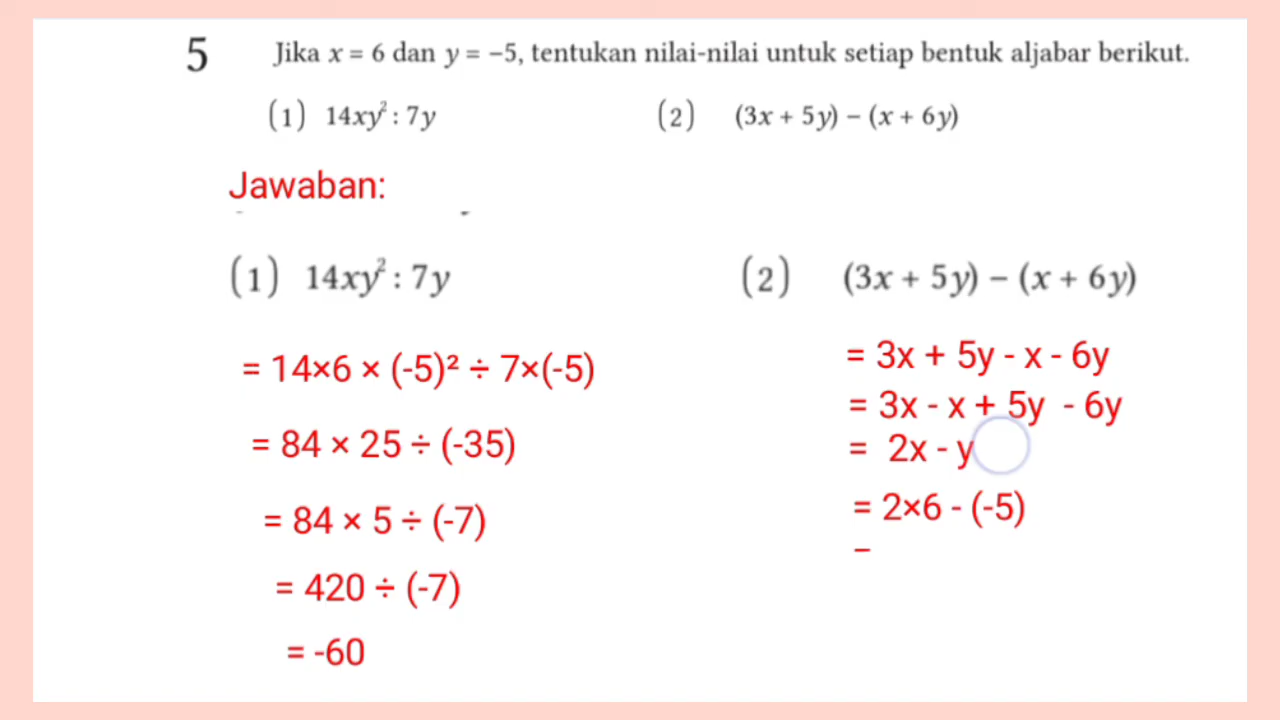 5 Jika x = 6 dan y = −5, tentukan nilai-nilai untuk setiap bentuk aljabar berikut.
(1) 14xy² : 7y (2) (3x + 5y) − (x + 6y)
Jawaban:
(1) 14xy² : 7y
= 14×6 × (-5)² ÷ 7×(-5)
= 84 × 25 ÷ (-35)
= 84 × 5 ÷ (-7)
= 420 ÷ (-7)
= -60
(2) (3x + 5y) − (x + 6y)
= 3x + 5y - x - 6y
= 3x - x + 5y - 6y
= 2x - y
= 2×6 - (-5)